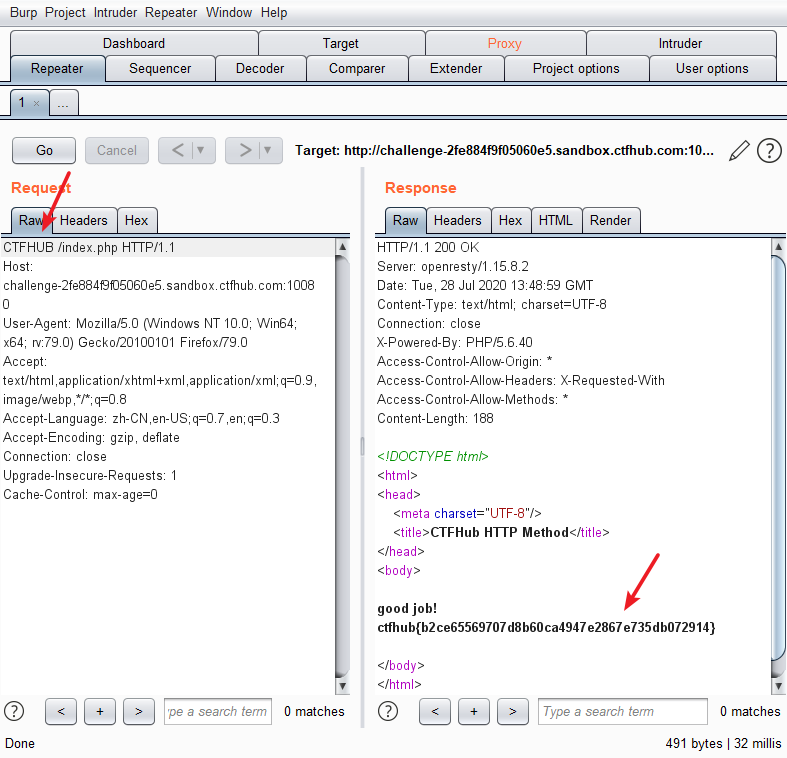 Burp Project Intruder Repeater Window Help
Dashboard Target Proxy Intruder
Repeater Sequencer Decoder Comparer Extender Project options User options
1 × ...
Go Cancel < ▼ > ▼ Target: http://challenge-2fe884f9f05060e5.sandbox.ctfhub.com:10... ?
Request
Raw Headers Hex
CTFHUB /index.php HTTP/1.1
Host:
challenge-2fe884f9f05060e5.sandbox.ctfhub.com:1008
0
User-Agent: Mozilla/5.0 (Windows NT 10.0; Win64;
x64; rv:79.0) Gecko/20100101 Firefox/79.0
Accept:
text/html,application/xhtml+xml,application/xml;q=0.9,
image/webp,*/*;q=0.8
Accept-Language: zh-CN,en-US;q=0.7,en;q=0.3
Accept-Encoding: gzip, deflate
Connection: close
Upgrade-Insecure-Requests: 1
Cache-Control: max-age=0
? < + > pe a search term 0 matches
Response
Raw Headers Hex HTML Render
HTTP/1.1 200 OK
Server: openresty/1.15.8.2
Date: Tue, 28 Jul 2020 13:48:59 GMT
Content-Type: text/html; charset=UTF-8
Connection: close
X-Powered-By: PHP/5.6.40
Access-Control-Allow-Origin: *
Access-Control-Allow-Headers: X-Requested-With
Access-Control-Allow-Methods: *
Content-Length: 188
<!DOCTYPE html>
<html>
<head>
<meta charset="UTF-8"/>
<title>CTFHub HTTP Method</title>
</head>
<body>
good job!
ctfhub{b2ce65569707d8b60ca4947e2867e735db072914}
</body>
</html>
? < + > Type a search term 0 matches
Done 491 bytes | 32 millis